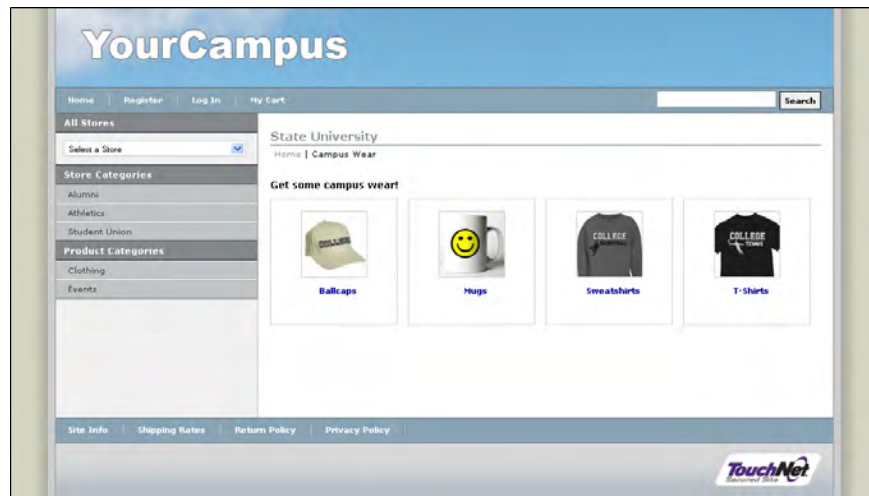 YourCampus
Home Register Log In My Cart Search
All Stores
Select a Store
Store Categories
Alumni
Athletics
Student Union
Product Categories
Clothing
Events
State University
Home | Campus Wear
Get some campus wear!
COLLEGE
COLLEGE
BASKETBALL
COLLEGE
TENNIS
Ballcaps Mugs Sweatshirts T-Shirts
Site Info Shipping Rates Return Policy Privacy Policy
TouchNet
Secured Site